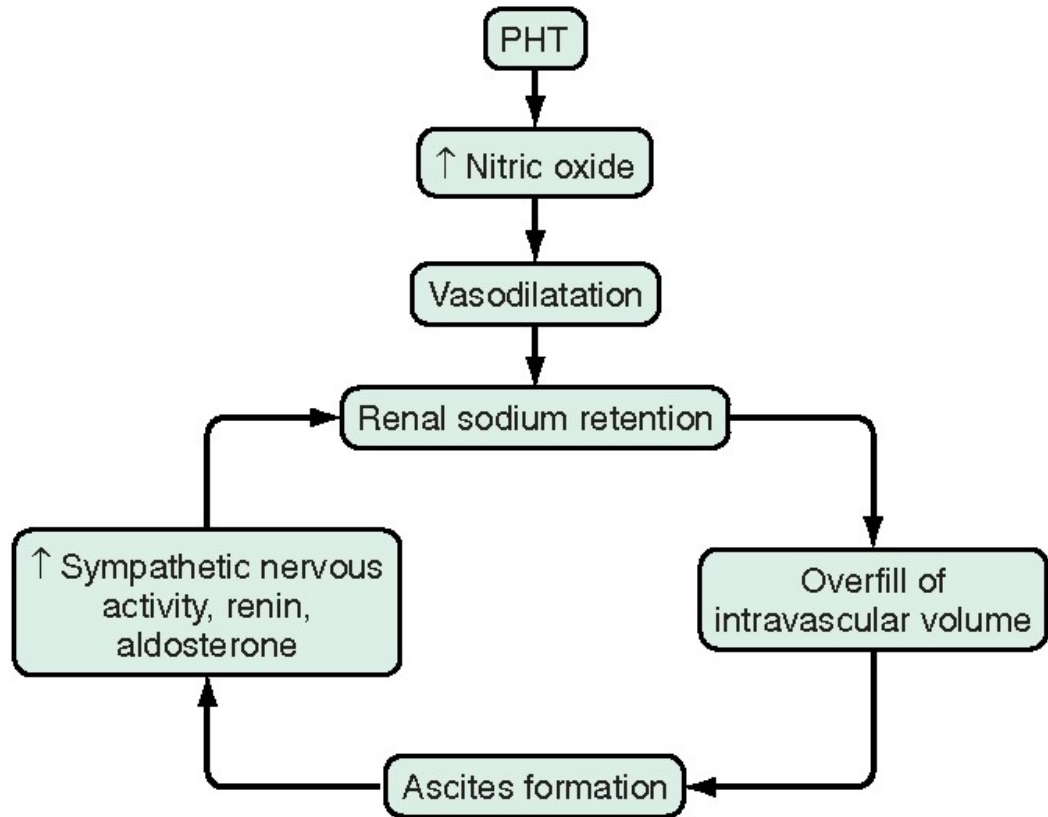 PHT
↑ Nitric oxide
Vasodilatation
Renal sodium retention
↑ Sympathetic nervous
activity, renin,
aldosterone
Overfill of
intravascular volume
Ascites formation